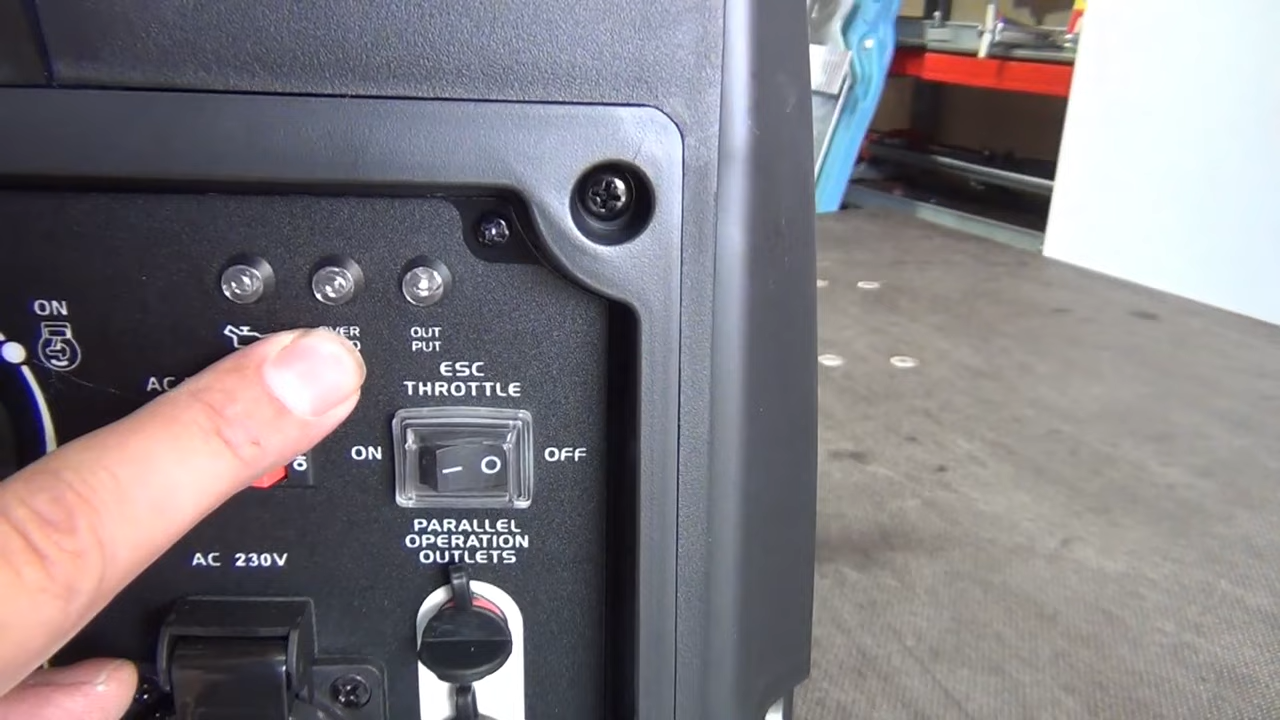 ON
OUT
PUT
ESC
THROTTLE
ON
OFF
AC 230V
PARALLEL
OPERATION
OUTLETS